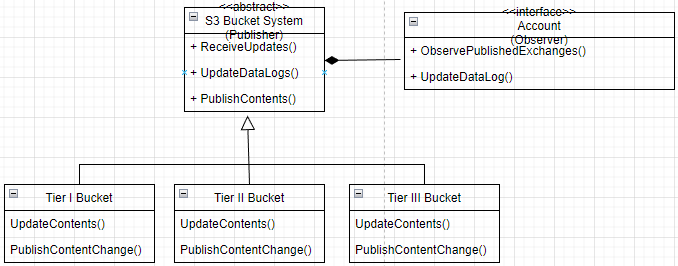 <<abstract>>
S3 Bucket System
(Publisher)
+ ReceiveUpdates()
+ UpdateDataLogs()
+ PublishContents()
<<interface>>
Account
(Observer)
+ ObservePublishedExchanges()
+ UpdateDataLog()
Tier I Bucket
UpdateContents()
PublishContentChange()
Tier II Bucket
UpdateContents()
PublishContentChange()
Tier III Bucket
UpdateContents()
PublishContentChange()